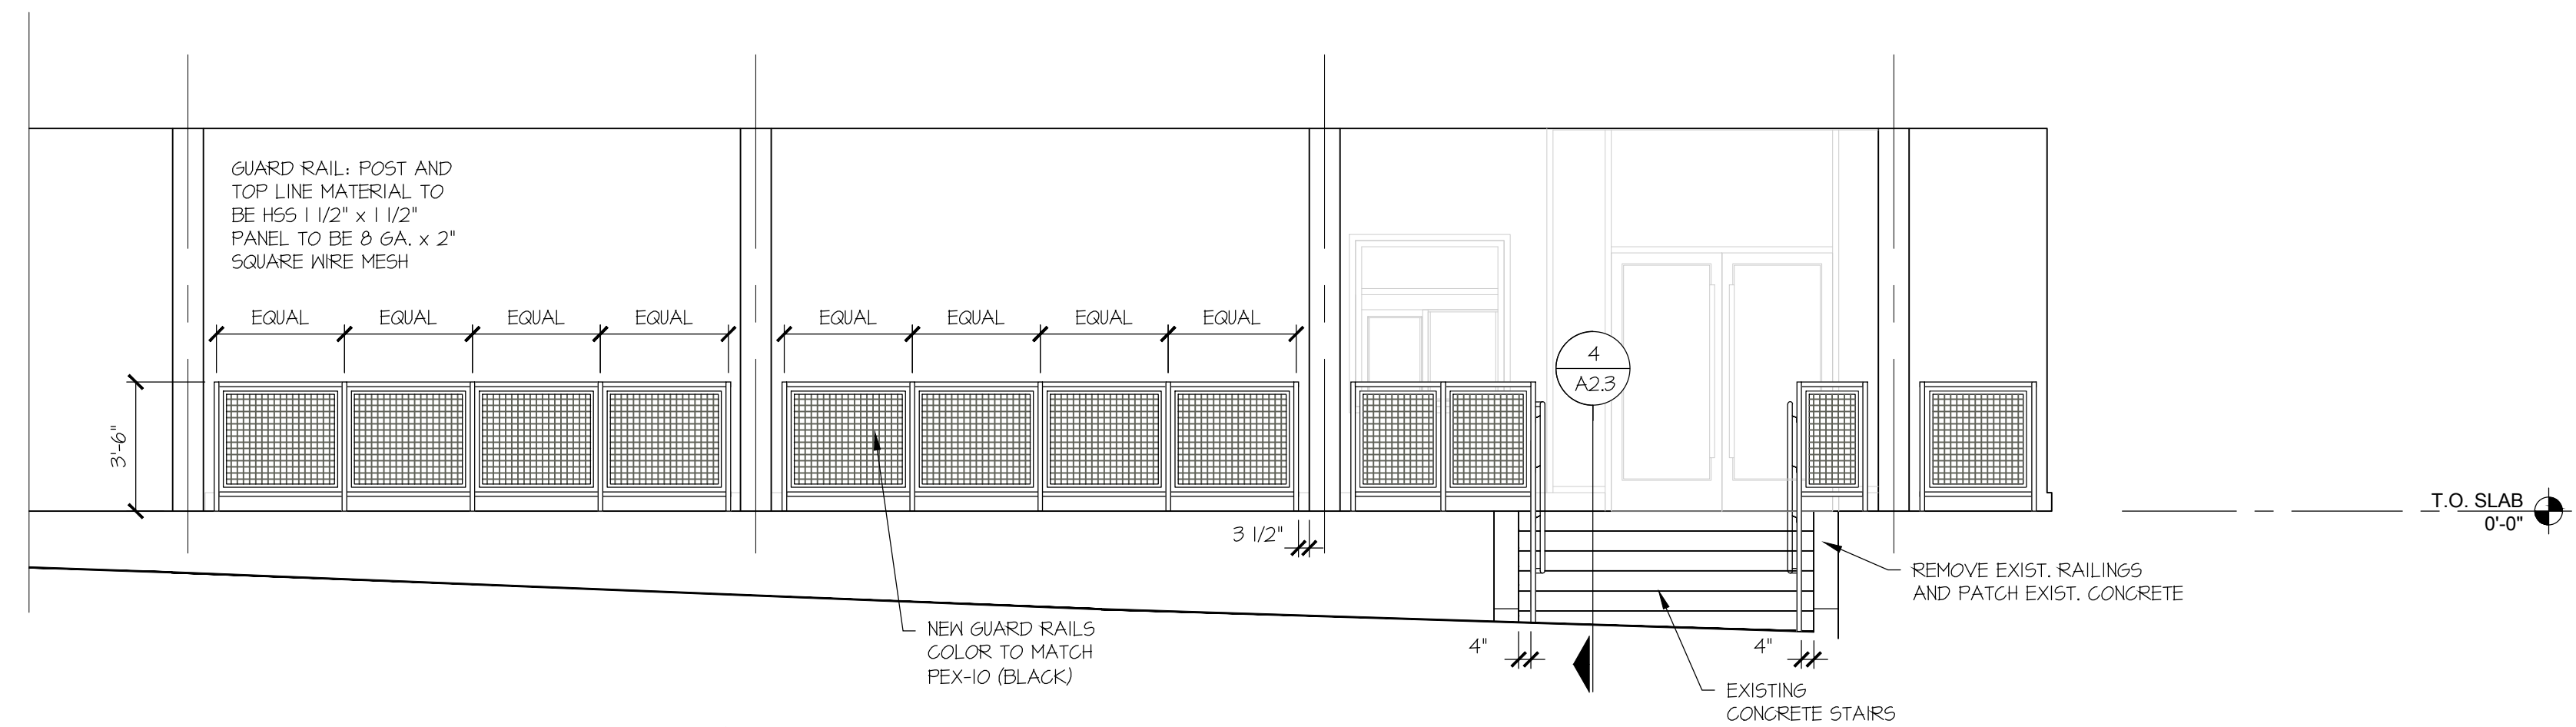 GUARD RAIL: POST AND
TOP LINE MATERIAL TO
BE HSS 1 1/2" x 1 1/2"
PANEL TO BE 8 GA. x 2"
SQUARE WIRE MESH
EQUAL EQUAL EQUAL EQUAL
EQUAL EQUAL EQUAL EQUAL
4
A2.3
3'-6"
3 1/2"
T.O. SLAB
0'-0"
REMOVE EXIST. RAILINGS
AND PATCH EXIST. CONCRETE
NEW GUARD RAILS
COLOR TO MATCH
PEX-10 (BLACK)
4"
4"
EXISTING
CONCRETE STAIRS